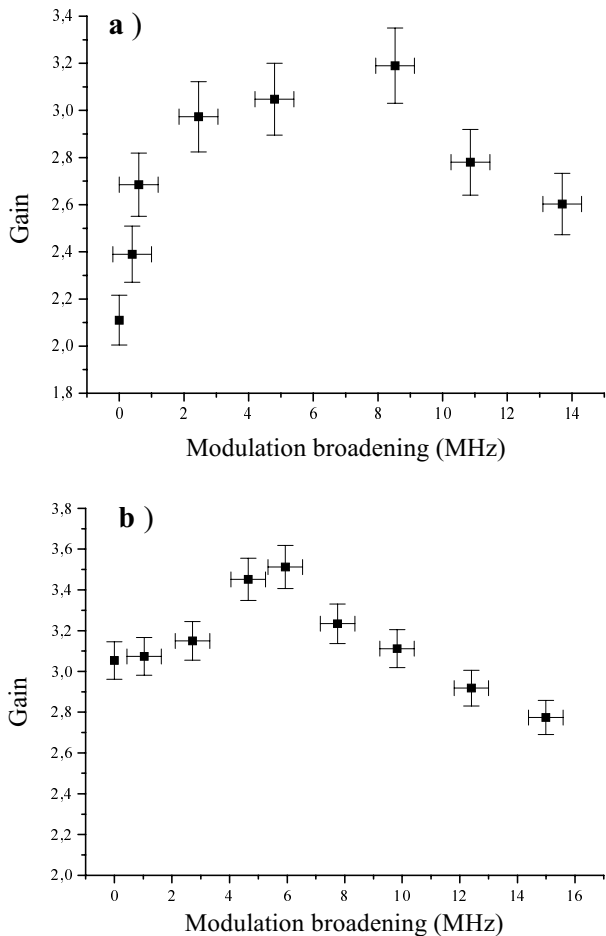 a )
3,4
3,2
3,0
2,8
2,6
2,4
2,2
2,0
1,8
Gain
0 2 4 6 8 10 12 14
Modulation broadening (MHz)
b )
3,8
3,6
3,4
3,2
3,0
2,8
2,6
2,4
2,2
2,0
Gain
0 2 4 6 8 10 12 14 16
Modulation broadening (MHz)